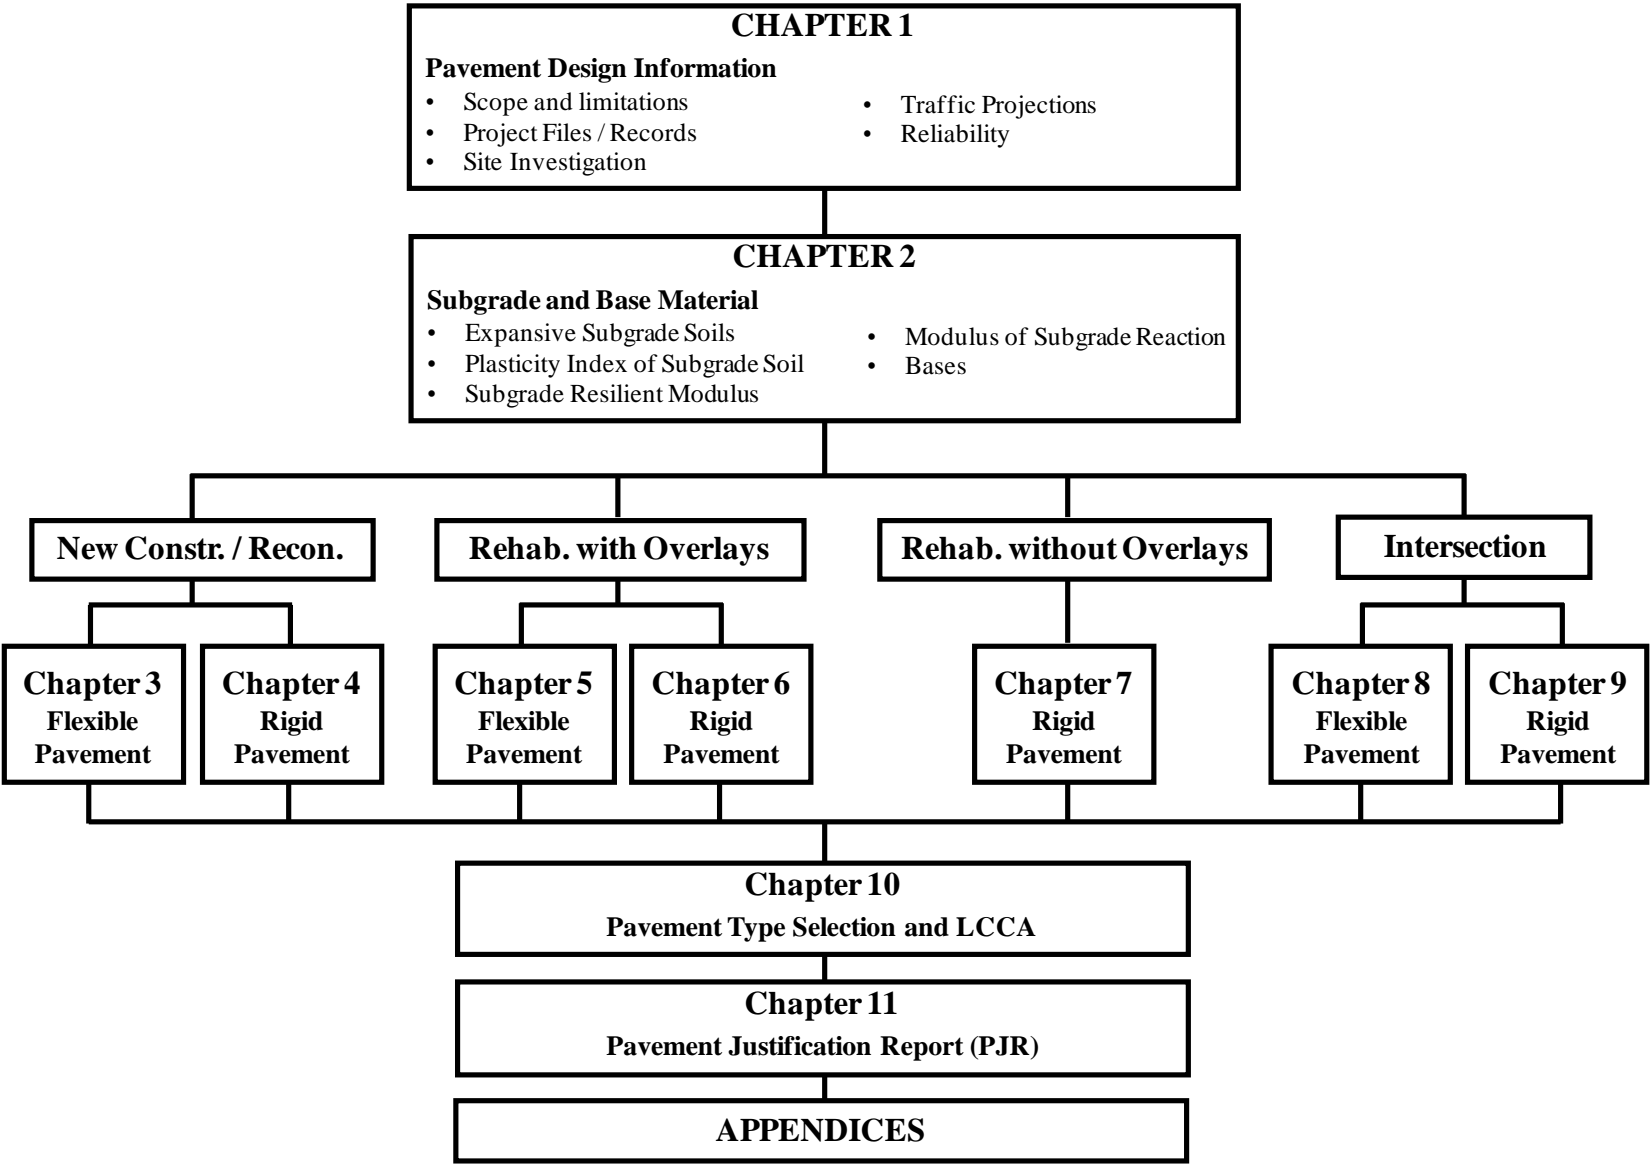 CHAPTER 1
Pavement Design Information
• Scope and limitations
• Project Files / Records
• Site Investigation
• Traffic Projections
• Reliability
CHAPTER 2
Subgrade and Base Material
• Expansive Subgrade Soils
• Plasticity Index of Subgrade Soil
• Subgrade Resilient Modulus
• Modulus of Subgrade Reaction
• Bases
New Constr. / Recon.
Rehab. with Overlays
Rehab. without Overlays
Intersection
Chapter 3
Flexible
Pavement
Chapter 4
Rigid
Pavement
Chapter 5
Flexible
Pavement
Chapter 6
Rigid
Pavement
Chapter 7
Rigid
Pavement
Chapter 8
Flexible
Pavement
Chapter 9
Rigid
Pavement
Chapter 10
Pavement Type Selection and LCCA
Chapter 11
Pavement Justification Report (PJR)
APPENDICES